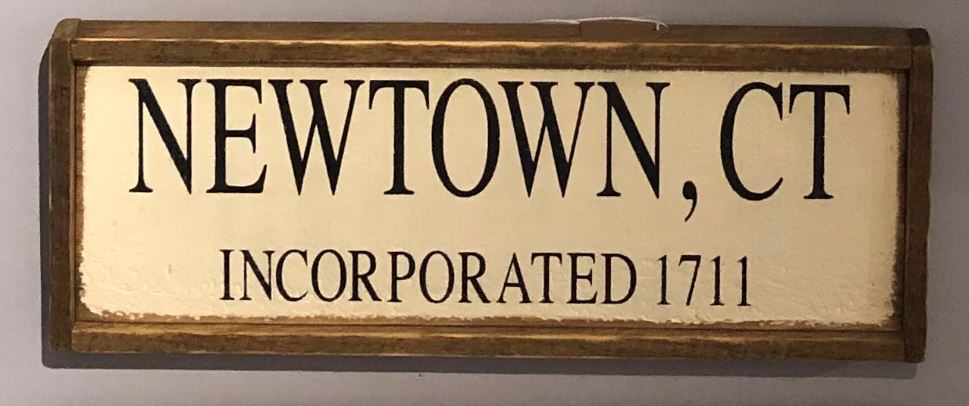 NEWTOWN, CT
INCORPORATED 1711